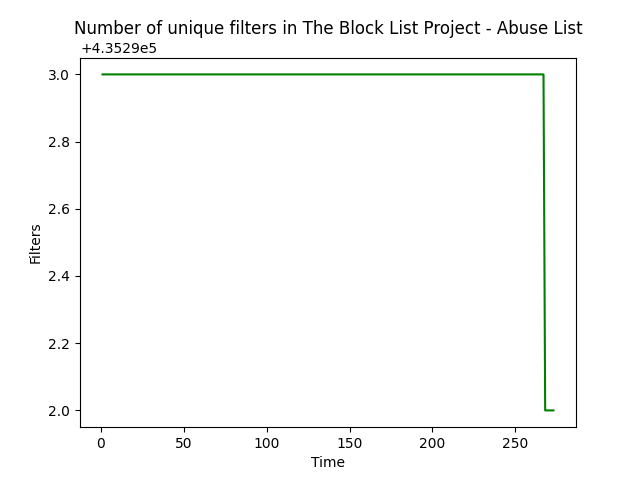 Number of unique filters in The Block List Project - Abuse List
+4.3529e5
3.0
2.8
2.6
2.4
2.2
2.0
Filters
0 50 100 150 200 250
Time